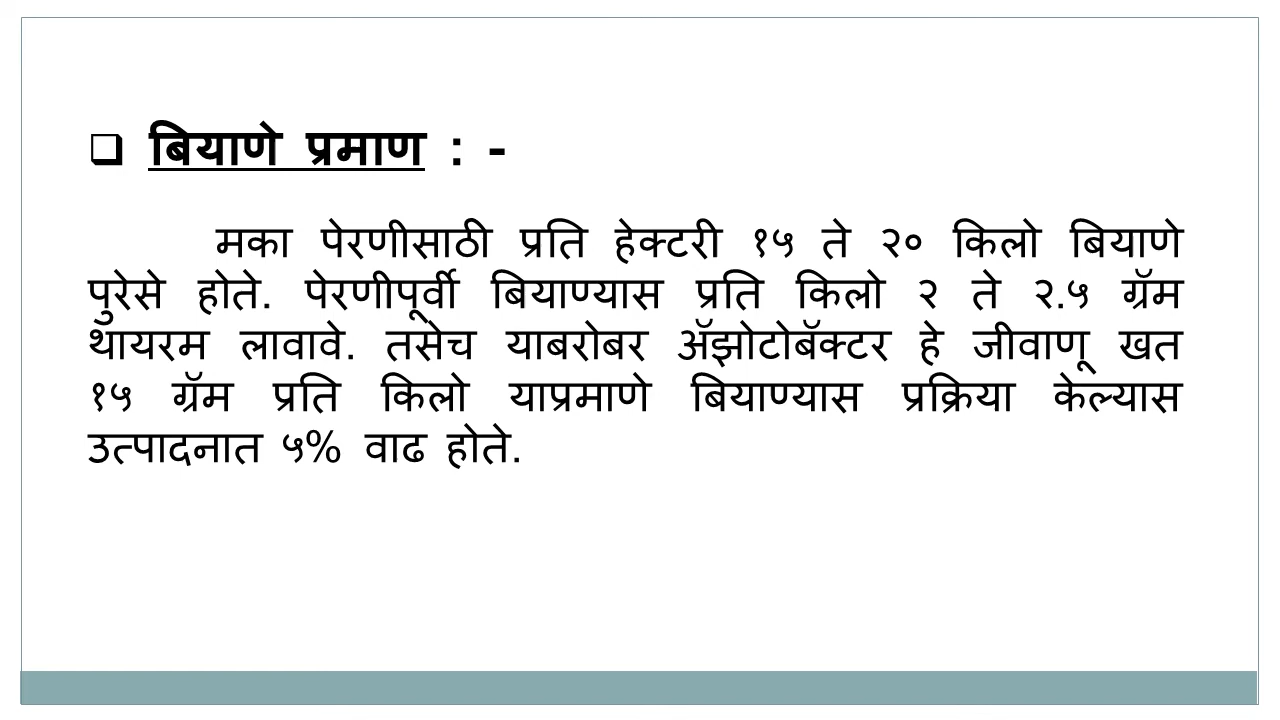 ❑ बियाणे प्रमाण : -
मका पेरणीसाठी प्रति हेक्टरी १५ ते २० किलो बियाणे
पुरेसे होते. पेरणीपूर्वी बियाण्यास प्रति किलो २ ते २.५ ग्रॅम
थायरम लावावे. तसेच याबरोबर ॲझोटोबॅक्टर हे जीवाणू खत
१५ ग्रॅम प्रति किलो याप्रमाणे बियाण्यास प्रक्रिया केल्यास
उत्पादनात ५% वाढ होते.